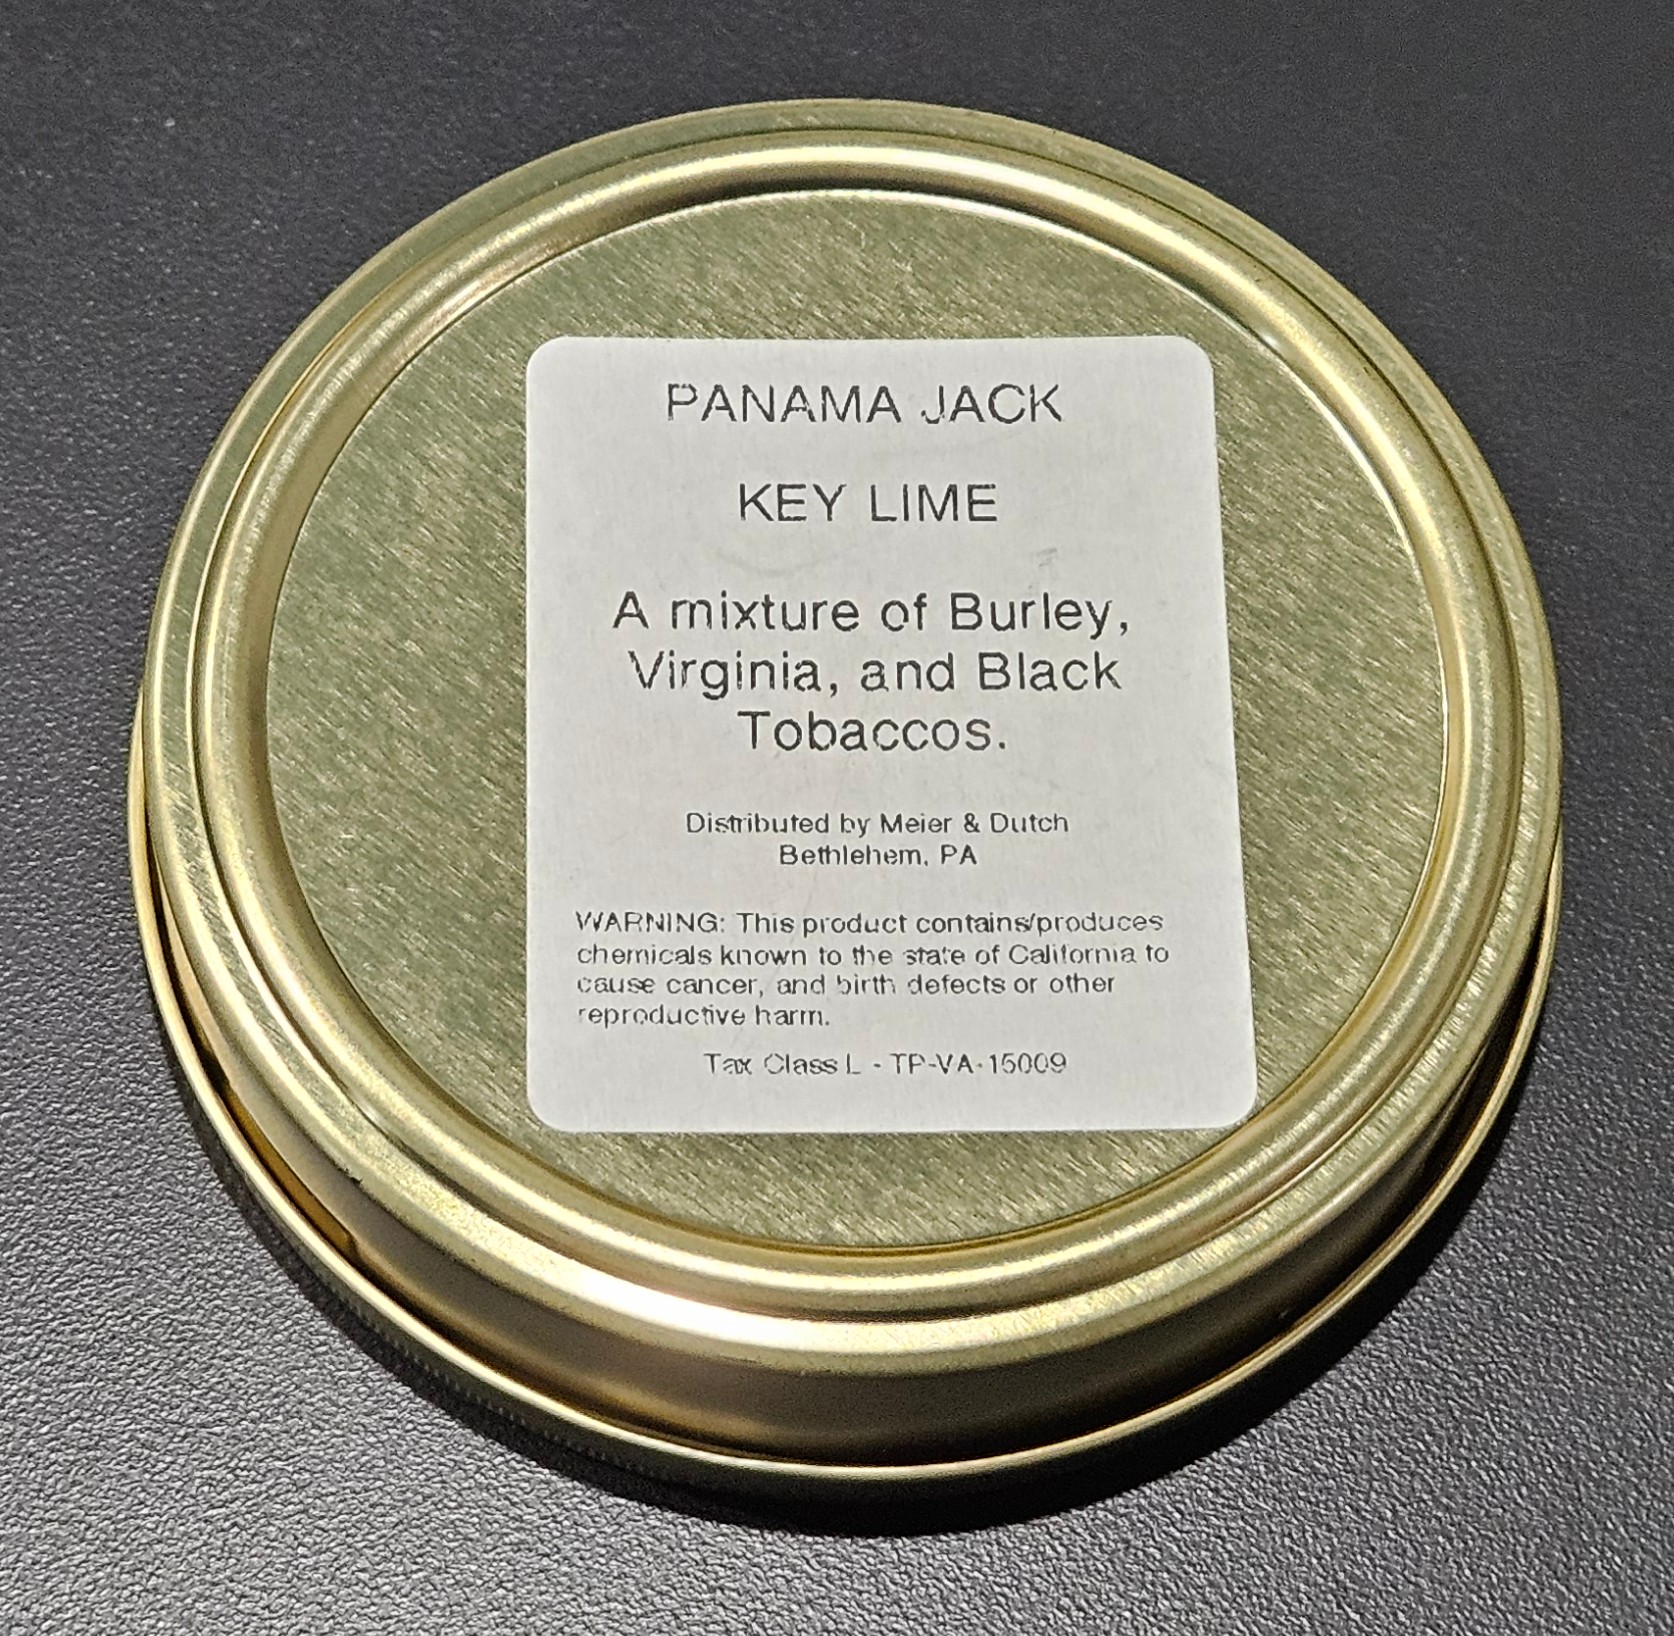 PANAMA JACK
KEY LIME
A mixture of Burley,
Virginia, and Black
Tobaccos.
Distributed by Meier & Dutch
Bethlehem, PA
WARNING: This product contains/produces
chemicals known to the state of California to
cause cancer, and birth defects or other
reproductive harm.
Tax Class L - TP-VA-15009